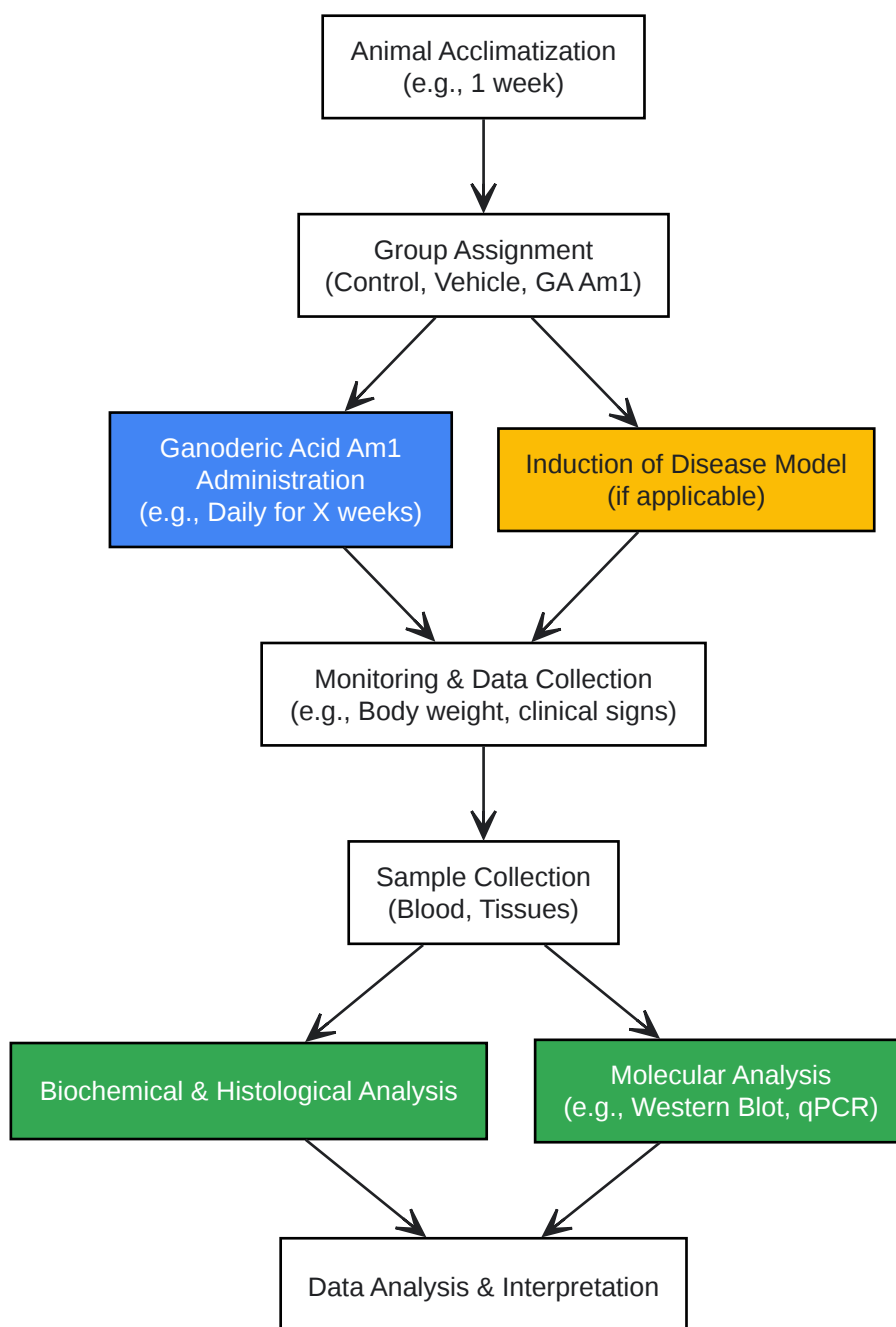 Animal Acclimatization
(e.g., 1 week)
Group Assignment
(Control, Vehicle, GA Am1)
Ganoderic Acid Am1
Administration
(e.g., Daily for X weeks)
Induction of Disease Model
(if applicable)
Monitoring & Data Collection
(e.g., Body weight, clinical signs)
Sample Collection
(Blood, Tissues)
Biochemical & Histological Analysis
Molecular Analysis
(e.g., Western Blot, qPCR)
Data Analysis & Interpretation